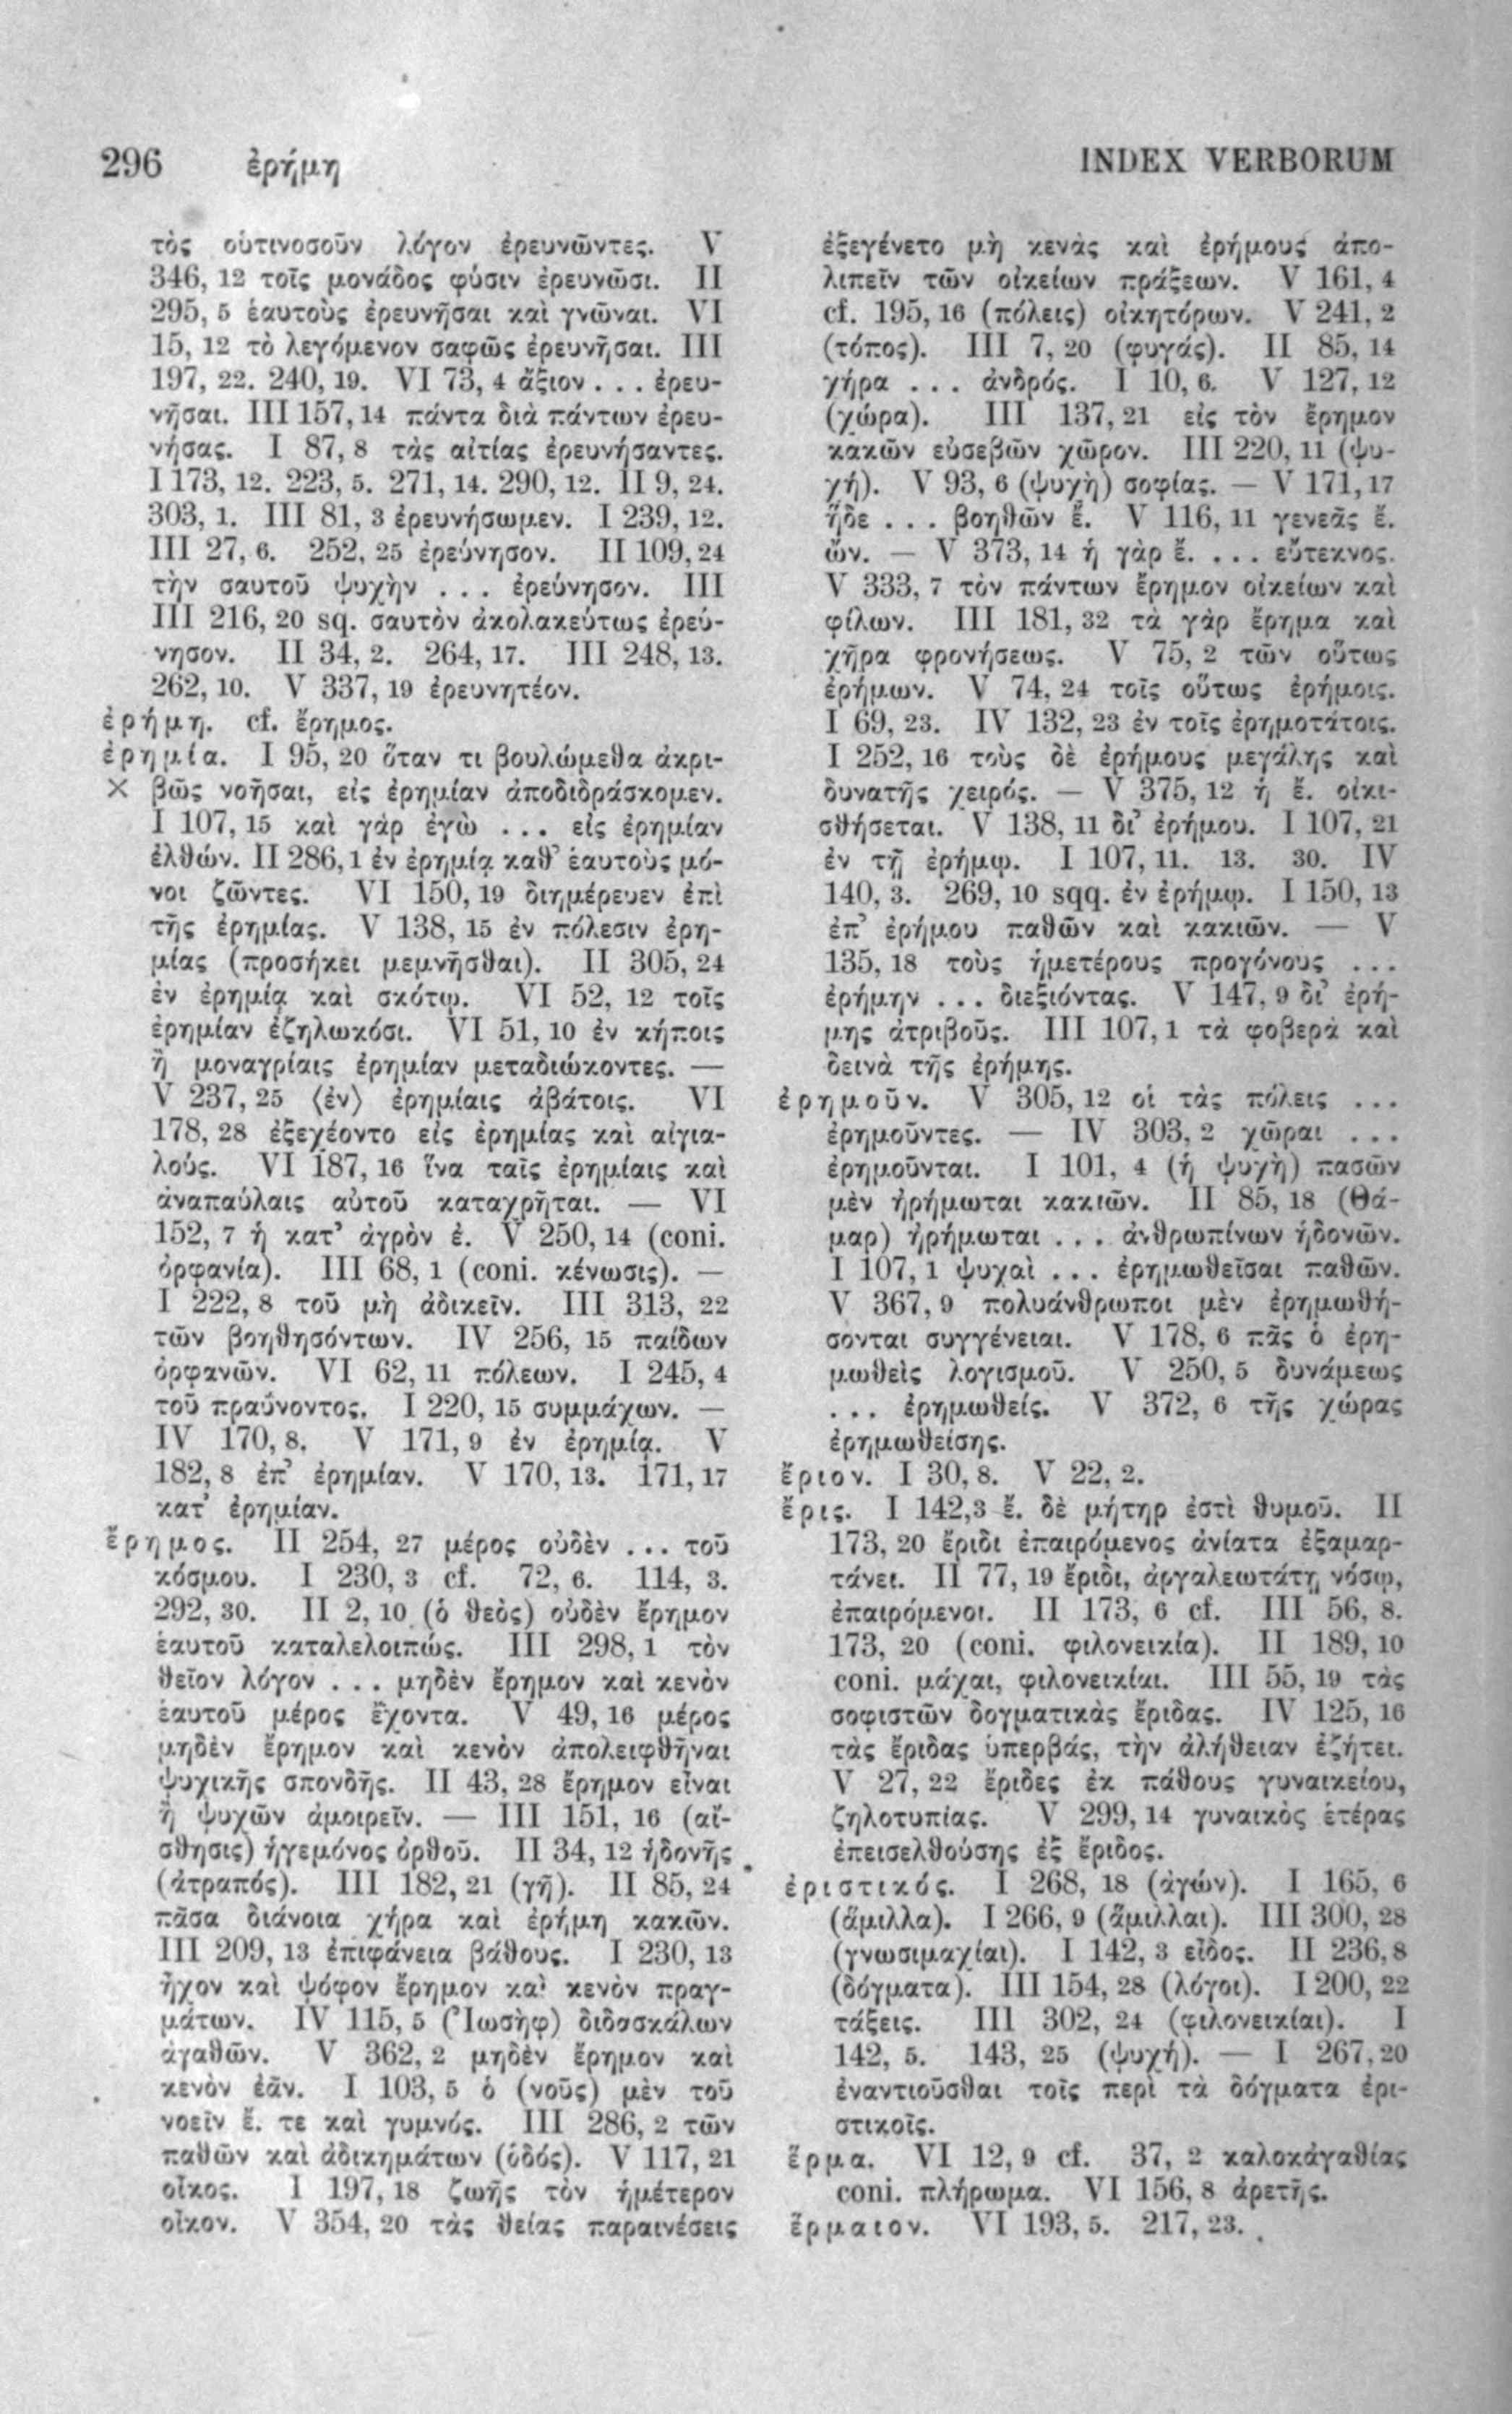 296 ἐρήμη
INDEX VERBORUM
τὸς οὑτινοσοῦν λόγον ἐρευνῶντες. V
346, 12 τοῖς μονάδος φύσιν ἐρευνῶσι. II
295, 5 ἑαυτοὺς ἐρευνῆσαι καὶ γνῶναι. VI
15, 12 τὸ λεγόμενον σαφῶς ἐρευνῆσαι. III
197, 22. 240, 19. VI 73, 4 ἄξιον . . . ἐρευ-
νῆσαι. III 157, 14 πάντα διὰ πάντων ἐρευ-
νήσας. I 87, 8 τὰς αἰτίας ἐρευνήσαντες.
I 173, 12. 223, 5. 271, 14. 290, 12. II 9, 24.
303, 1. III 81, 3 ἐρευνήσωμεν. I 239, 12.
III 27, 6. 252, 25 ἐρεύνησον. II 109, 24
τὴν σαυτοῦ ψυχὴν . . . ἐρεύνησον. III
III 216, 20 sq. σαυτὸν ἀκολακεύτως ἐρεύ-
νησον. II 34, 2. 264, 17. III 248, 13.
262, 10. V 337, 19 ἐρευνητέον.
ἐρήμη. cf. ἔρημος.
ἐρημία. I 95, 20 ὅταν τι βουλώμεθα ἀκρι-
× βῶς νοῆσαι, εἰς ἐρημίαν ἀποδιδράσκομεν.
I 107, 15 καὶ γὰρ ἐγὼ . . . εἰς ἐρημίαν
ἐλθών. II 286, 1 ἐν ἐρημίᾳ καθ’ ἑαυτοὺς μό-
νοι ζῶντες. VI 150, 19 διημέρευεν ἐπὶ
τῆς ἐρημίας. V 138, 15 ἐν πόλεσιν ἐρη-
μίας (προσήκει μεμνῆσθαι). II 305, 24
ἐν ἐρημίᾳ καὶ σκότῳ. VI 52, 12 τοῖς
ἐρημίαν ἐζηλωκόσι. VI 51, 10 ἐν κήποις
ἢ μοναγρίαις ἐρημίαν μεταδιώκοντες. —
V 237, 25 ⟨ἐν⟩ ἐρημίαις ἀβάτοις. VI
178, 28 ἐξεχέοντο εἰς ἐρημίας καὶ αἰγια-
λούς. VI 187, 16 ἵνα ταῖς ἐρημίαις καὶ
ἀναπαύλαις αὐτοῦ καταχρῆται. — VI
152, 7 ἡ κατ’ ἀγρὸν ἐ. V 250, 14 (coni.
ὀρφανία). III 68, 1 (coni. κένωσις). —
I 222, 8 τοῦ μὴ ἀδικεῖν. III 313, 22
τῶν βοηθησόντων. IV 256, 15 παίδων
ὀρφανῶν. VI 62, 11 πόλεων. I 245, 4
τοῦ πραΰνοντος. I 220, 15 συμμάχων. —
IV 170, 8. V 171, 9 ἐν ἐρημίᾳ. V
182, 8 ἐπ’ ἐρημίαν. V 170, 13. 171, 17
κατ’ ἐρημίαν.
ἔρημος. II 254, 27 μέρος οὐδὲν . . . τοῦ
κόσμου. I 230, 3 cf. 72, 6. 114, 3.
292, 30. II 2, 10 (ὁ θεὸς) οὐδὲν ἔρημον
ἑαυτοῦ καταλελοιπώς. III 298, 1 τὸν
θεῖον λόγον . . . μηδὲν ἔρημον καὶ κενὸν
ἑαυτοῦ μέρος ἔχοντα. V 49, 16 μέρος
μηδὲν ἔρημον καὶ κενὸν ἀπολειφθῆναι
ψυχικῆς σπονδῆς. II 43, 28 ἔρημον εἶναι
ἢ ψυχῶν ἀμοιρεῖν. — III 151, 16 (αἴ-
σθησις) ἡγεμόνος ὀρθοῦ. II 34, 12 ἡδονῆς
(ἀτραπός). III 182, 21 (γῆ). II 85, 24
πᾶσα διάνοια χήρα καὶ ἐρήμη κακῶν.
III 209, 13 ἐπιφάνεια βάθους. I 230, 13
ἦχον καὶ ψόφον ἔρημον καὶ κενὸν πραγ-
μάτων. IV 115, 5 (Ἰωσὴφ) διδασκάλων
ἀγαθῶν. V 362, 2 μηδὲν ἔρημον καὶ
κενὸν ἐᾶν. I 103, 5 ὁ (νοῦς) μὲν τοῦ
νοεῖν ἔ. τε καὶ γυμνός. III 286, 2 τῶν
παθῶν καὶ ἀδικημάτων (ὁδός). V 117, 21
οἶκος. I 197, 18 ζωῆς τὸν ἡμέτερον
οἶκον. V 354, 20 τὰς θείας παραινέσεις
ἐξεγένετο μὴ κενὰς καὶ ἐρήμους ἀπο-
λιπεῖν τῶν οἰκείων πράξεων. V 161, 4
cf. 195, 16 (πόλεις) οἰκητόρων. V 241, 2
(τόπος). III 7, 20 (φυγάς). II 85, 14
χήρα . . . ἀνδρός. I 10, 6. V 127, 12
(χώρα). III 137, 21 εἰς τὸν ἔρημον
κακῶν εὐσεβῶν χῶρον. III 220, 11 (ψυ-
χή). V 93, 6 (ψυχὴ) σοφίας. — V 171, 17
ἥδε . . . βοηθῶν ἔ. V 116, 11 γενεᾶς ἔ.
ὤν. — V 373, 14 ἡ γὰρ ἔ. . . . εὔτεκνος.
V 333, 7 τὸν πάντων ἔρημον οἰκείων καὶ
φίλων. III 181, 32 τὰ γὰρ ἔρημα καὶ
χῆρα φρονήσεως. V 75, 2 τῶν οὕτως
ἐρήμων. V 74, 24 τοῖς οὕτως ἐρήμοις.
I 69, 23. IV 132, 23 ἐν τοῖς ἐρημοτάτοις.
I 252, 16 τοὺς δὲ ἐρήμους μεγάλης καὶ
δυνατῆς χειρός. — V 375, 12 ἡ ἔ. οἰκι-
σθήσεται. V 138, 11 δι’ ἐρήμου. I 107, 21
ἐν τῇ ἐρήμῳ. I 107, 11. 13. 30. IV
140, 3. 269, 10 sqq. ἐν ἐρήμῳ. I 150, 13
ἐπ’ ἐρήμου παθῶν καὶ κακιῶν. — V
135, 18 τοὺς ἡμετέρους προγόνους . . .
ἐρήμην . . . διεξιόντας. V 147, 9 δι’ ἐρή-
μης ἀτριβοῦς. III 107, 1 τὰ φοβερὰ καὶ
δεινὰ τῆς ἐρήμης.
ἐρημοῦν. V 305, 12 οἱ τὰς πόλεις . . .
ἐρημοῦντες. — IV 303, 2 χῶραι . . .
ἐρημοῦνται. I 101, 4 (ἡ ψυχὴ) πασῶν
μὲν ἠρήμωται κακιῶν. II 85, 18 (Θά-
μαρ) ἠρήμωται . . . ἀνθρωπίνων ἡδονῶν.
I 107, 1 ψυχαὶ . . . ἐρημωθεῖσαι παθῶν.
V 367, 9 πολυάνθρωποι μὲν ἐρημωθή-
σονται συγγένειαι. V 178, 6 πᾶς ὁ ἐρη-
μωθεὶς λογισμοῦ. V 250, 5 δυνάμεως
. . . ἐρημωθείς. V 372, 6 τῆς χώρας
ἐρημωθείσης.
ἔριον. I 30, 8. V 22, 2.
ἔρις. I 142,3 ἔ. δὲ μήτηρ ἐστὶ θυμοῦ. II
173, 20 ἔριδι ἐπαιρόμενος ἀνίατα ἐξαμαρ-
τάνει. II 77, 19 ἔριδι, ἀργαλεωτάτῃ νόσῳ,
ἐπαιρόμενοι. II 173, 6 cf. III 56, 8.
173, 20 (coni. φιλονεικία). II 189, 10
coni. μάχαι, φιλονεικίαι. III 55, 19 τὰς
σοφιστῶν δογματικὰς ἔριδας. IV 125, 16
τὰς ἔριδας ὑπερβάς, τὴν ἀλήθειαν ἐζήτει.
V 27, 22 ἔριδες ἐκ πάθους γυναικείου,
ζηλοτυπίας. V 299, 14 γυναικὸς ἑτέρας
ἐπεισελθούσης ἐξ ἔριδος.
ἐριστικός. I 268, 18 (ἀγών). I 165, 6
(ἅμιλλα). I 266, 9 (ἅμιλλαι). III 300, 28
(γνωσιμαχίαι). I 142, 3 εἶδος. II 236, 8
(δόγματα). III 154, 28 (λόγοι). I 200, 22
τάξεις. III 302, 24 (φιλονεικίαι). I
142, 5. 143, 25 (ψυχή). — I 267, 20
ἐναντιοῦσθαι τοῖς περὶ τὰ δόγματα ἐρι-
στικοῖς.
ἕρμα. VI 12, 9 cf. 37, 2 καλοκἀγαθίας
coni. πλήρωμα. VI 156, 8 ἀρετῆς.
ἕρμαιον. VI 193, 5. 217, 23.